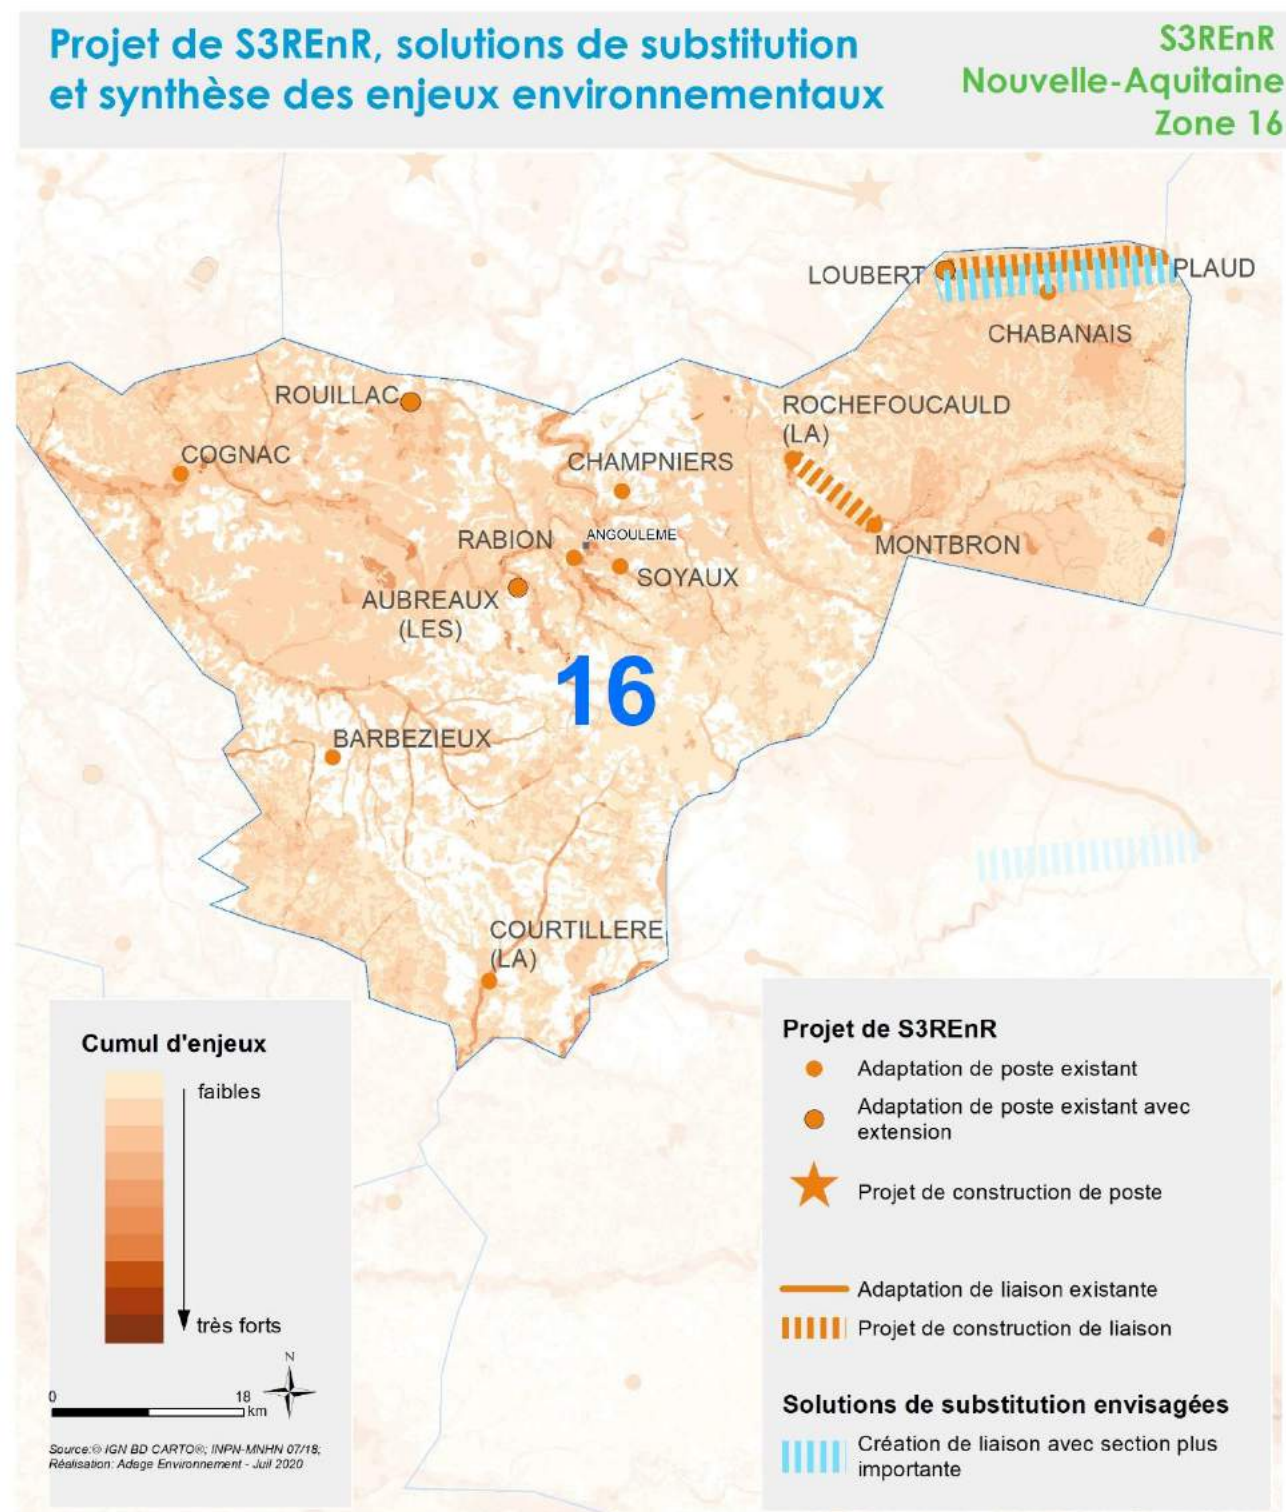 Projet de S3REnR, solutions de substitution
et synthèse des enjeux environnementaux
S3REnR
Nouvelle-Aquitaine
Zone 16
LOUBERT
PLAUD
CHABANAIS
ROUILLAC
ROCHEFOUCAULD
(LA)
COGNAC
CHAMPNIERS
RABION
ANGOULEME
MONTBRON
SOYAUX
AUBREAUX
(LES)
16
BARBEZIEUX
COURTILLERE
(LA)
Cumul d'enjeux
faibles
très forts
N
0 18
km
Source:© IGN BD CARTO®; INPN-MNHN 07/18;
Réalisation: Adage Environnement - Juil 2020
Projet de S3REnR
Adaptation de poste existant
Adaptation de poste existant avec
extension
Projet de construction de poste
Adaptation de liaison existante
Projet de construction de liaison
Solutions de substitution envisagées
Création de liaison avec section plus
importante